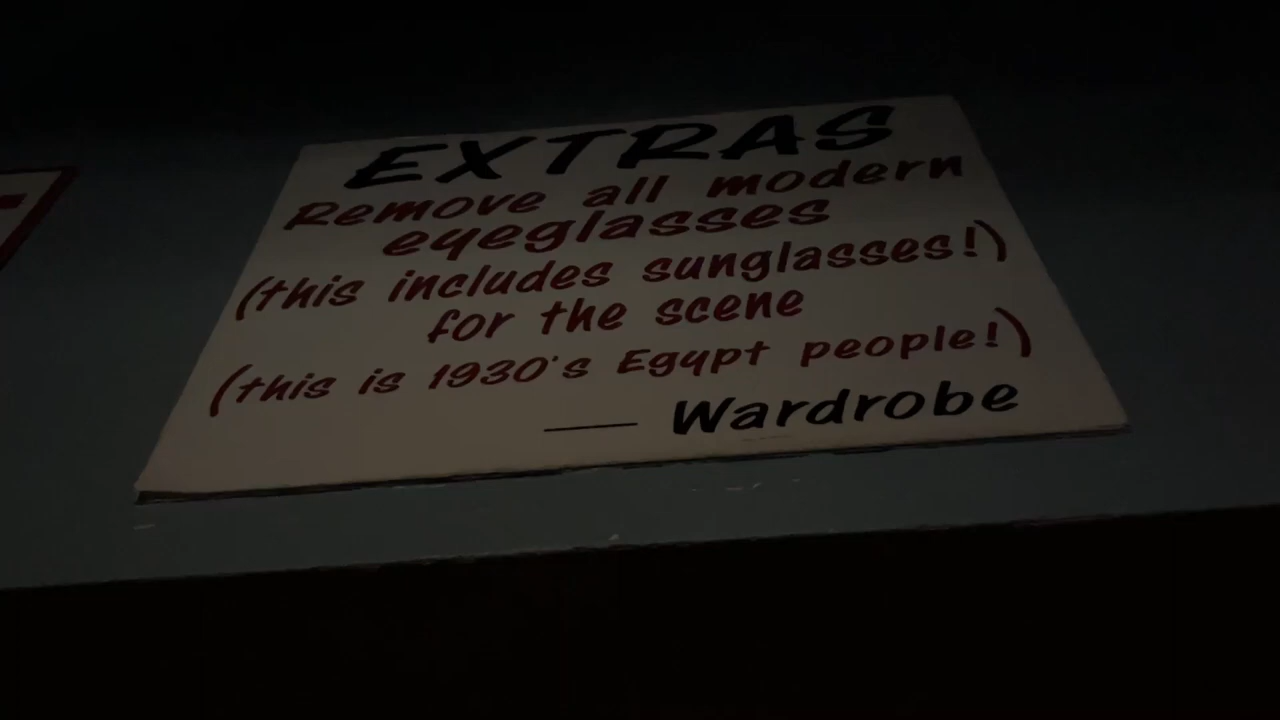 EXTRAS
Remove all modern
eyeglasses
(this includes sunglasses!)
for the scene
(this is 1930's Egypt people!)
— Wardrobe